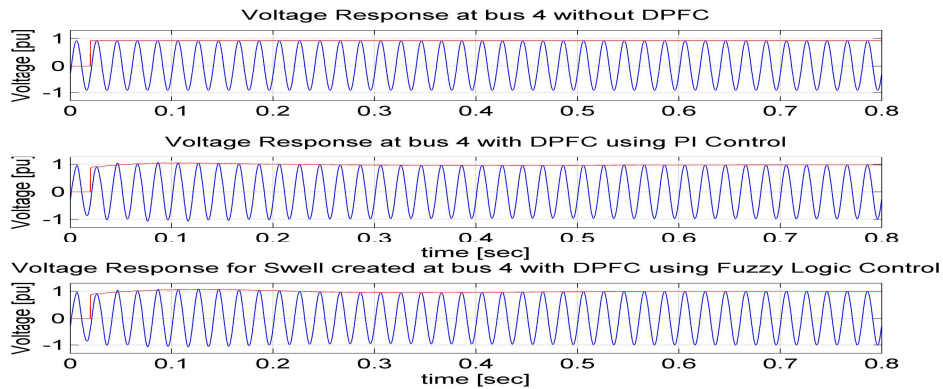 Voltage Response at bus 4 without DPFC
Voltage [pu]
1
0
-1
0 0.1 0.2 0.3 0.4 0.5 0.6 0.7 0.8
Voltage Response at bus 4 with DPFC using PI Control
Voltage [pu]
1
0
-1
0 0.1 0.2 0.3 0.4 0.5 0.6 0.7 0.8
time [sec]
Voltage Response for Swell created at bus 4 with DPFC using Fuzzy Logic Control
Voltage [pu]
1
0
-1
0 0.1 0.2 0.3 0.4 0.5 0.6 0.7 0.8
time [sec]